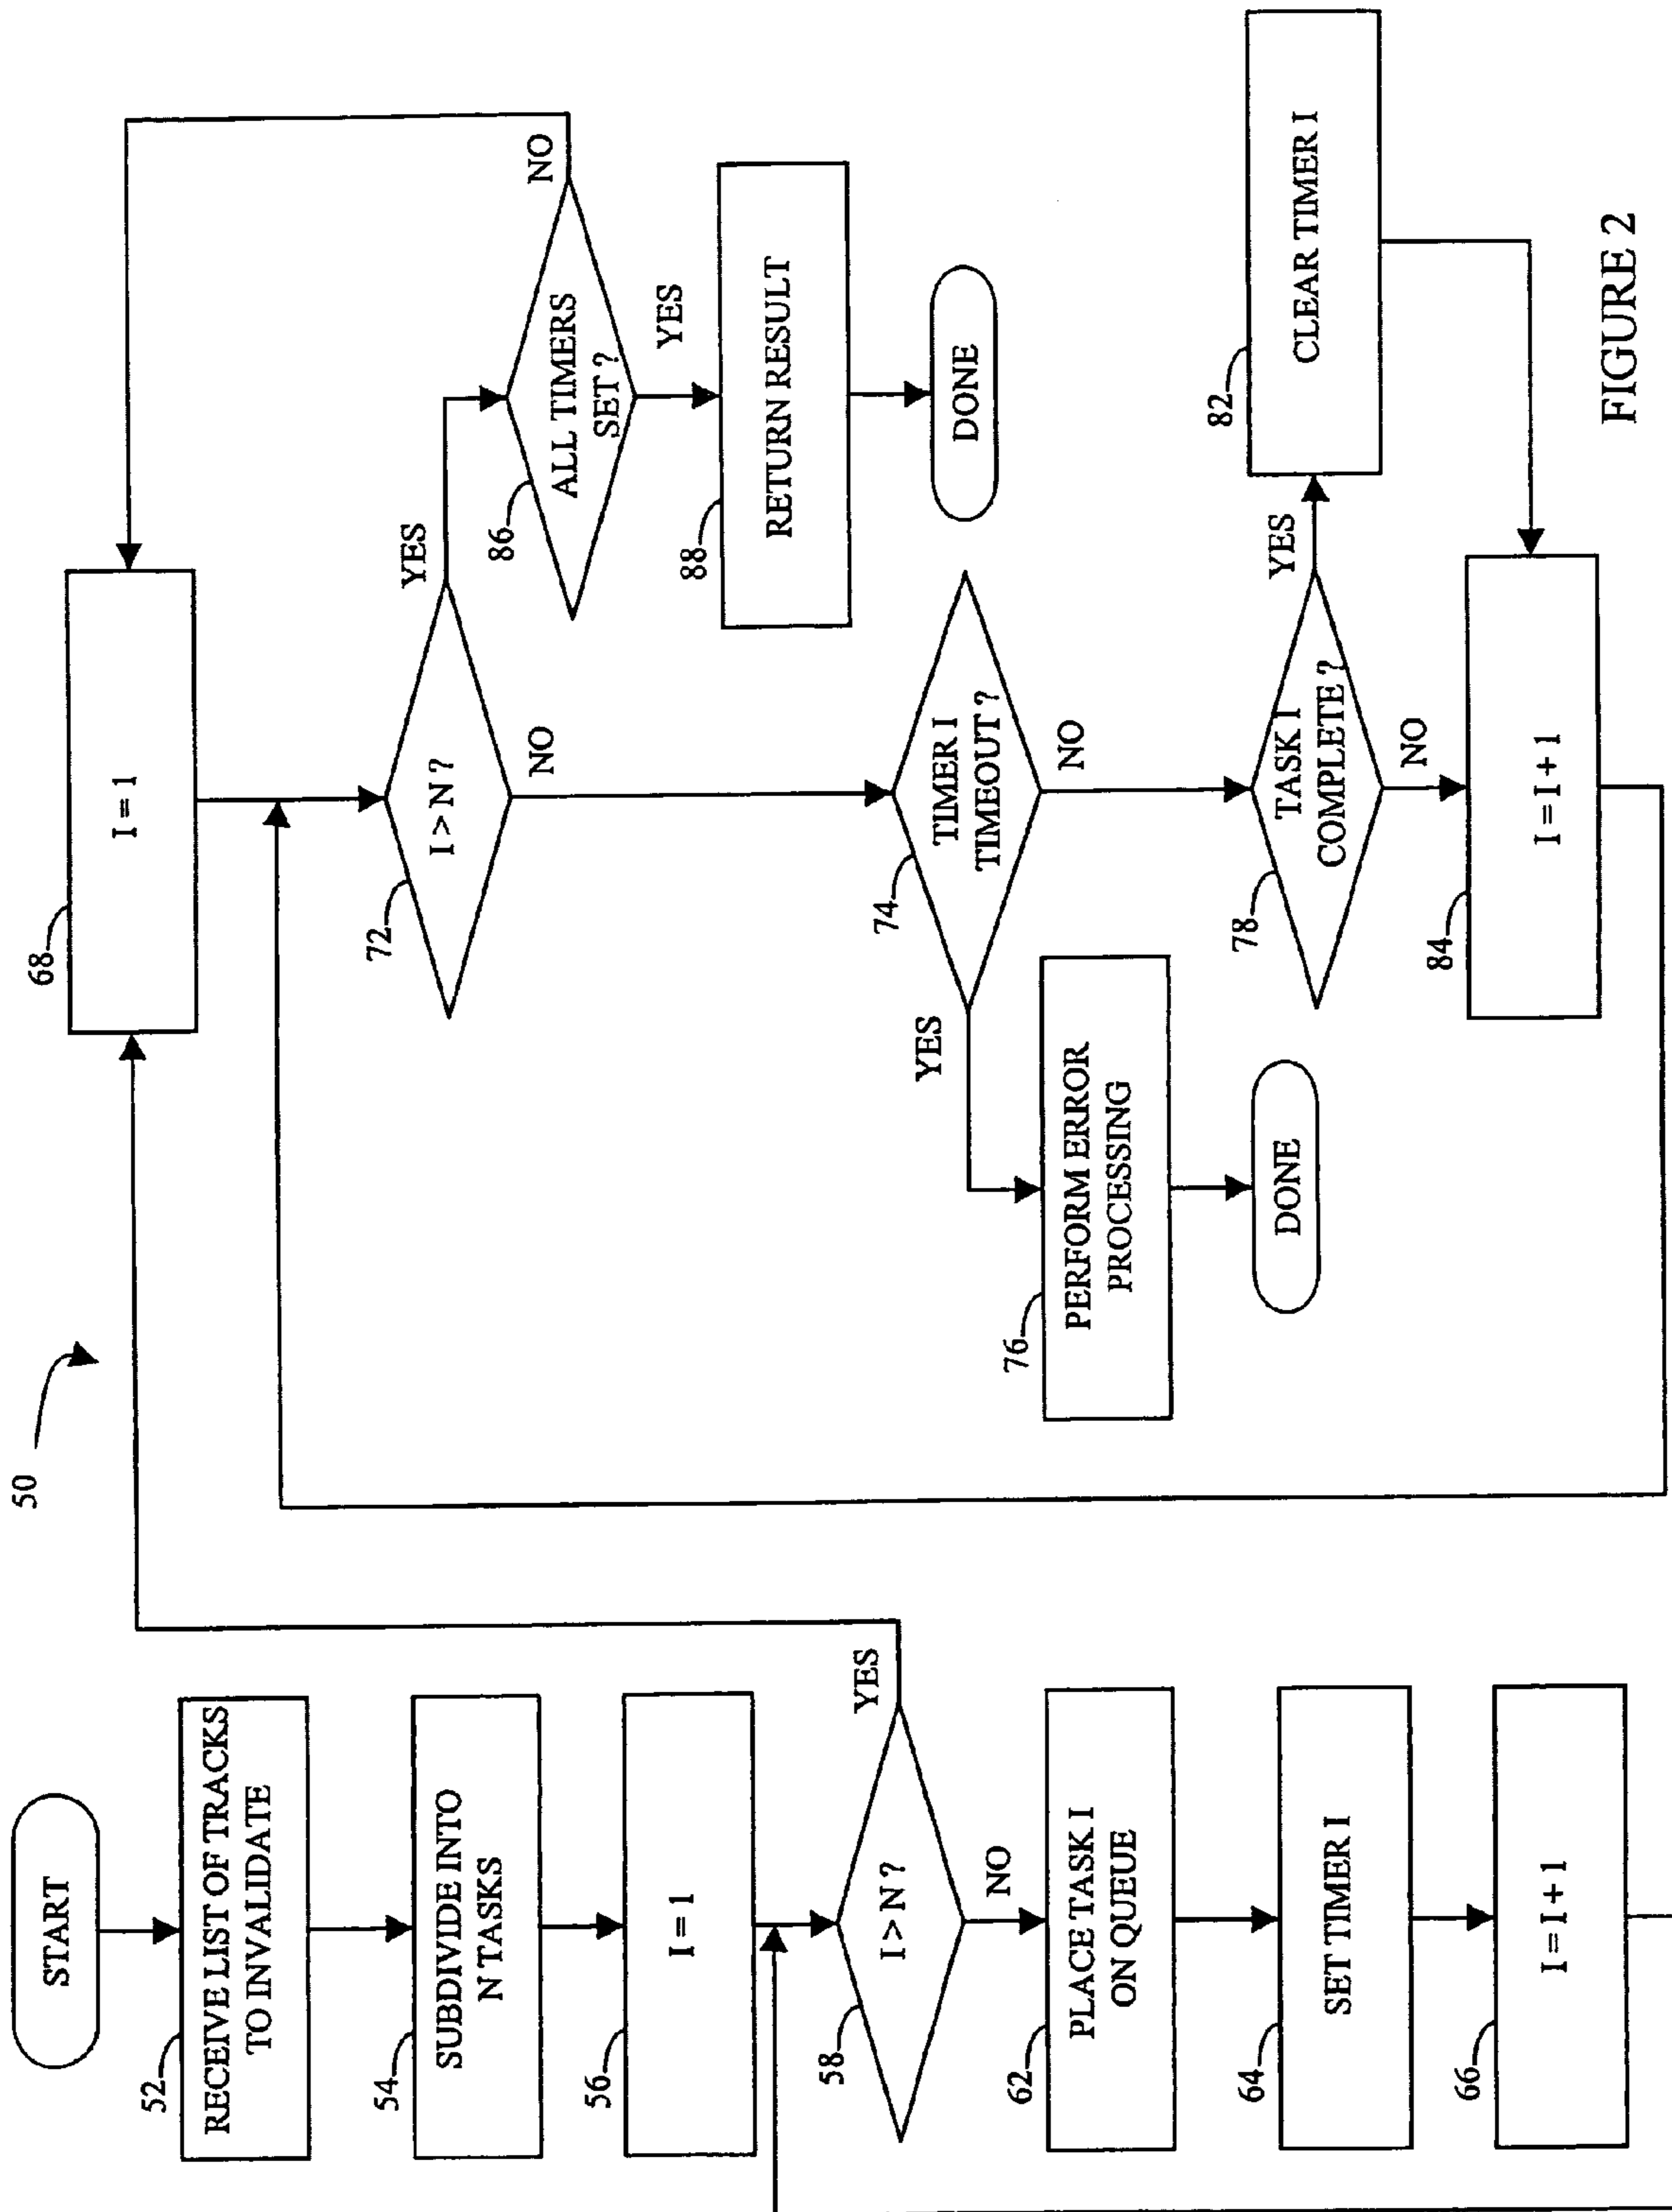 50
START
52
RECEIVE LIST OF TRACKS
TO INVALIDATE
54
SUBDIVIDE INTO
N TASKS
56
I = 1
58
I > N ?
YES
NO
62
PLACE TASK I
ON QUEUE
64
SET TIMER I
66
I = I + 1
68
I = 1
72
I > N ?
YES
NO
86
ALL TIMERS
SET ?
NO
YES
88
RETURN RESULT
DONE
74
TIMER I
TIMEOUT ?
YES
NO
76
PERFORM ERROR
PROCESSING
DONE
78
TASK I
COMPLETE ?
YES
NO
82
CLEAR TIMER I
84
I = I + 1
FIGURE 2